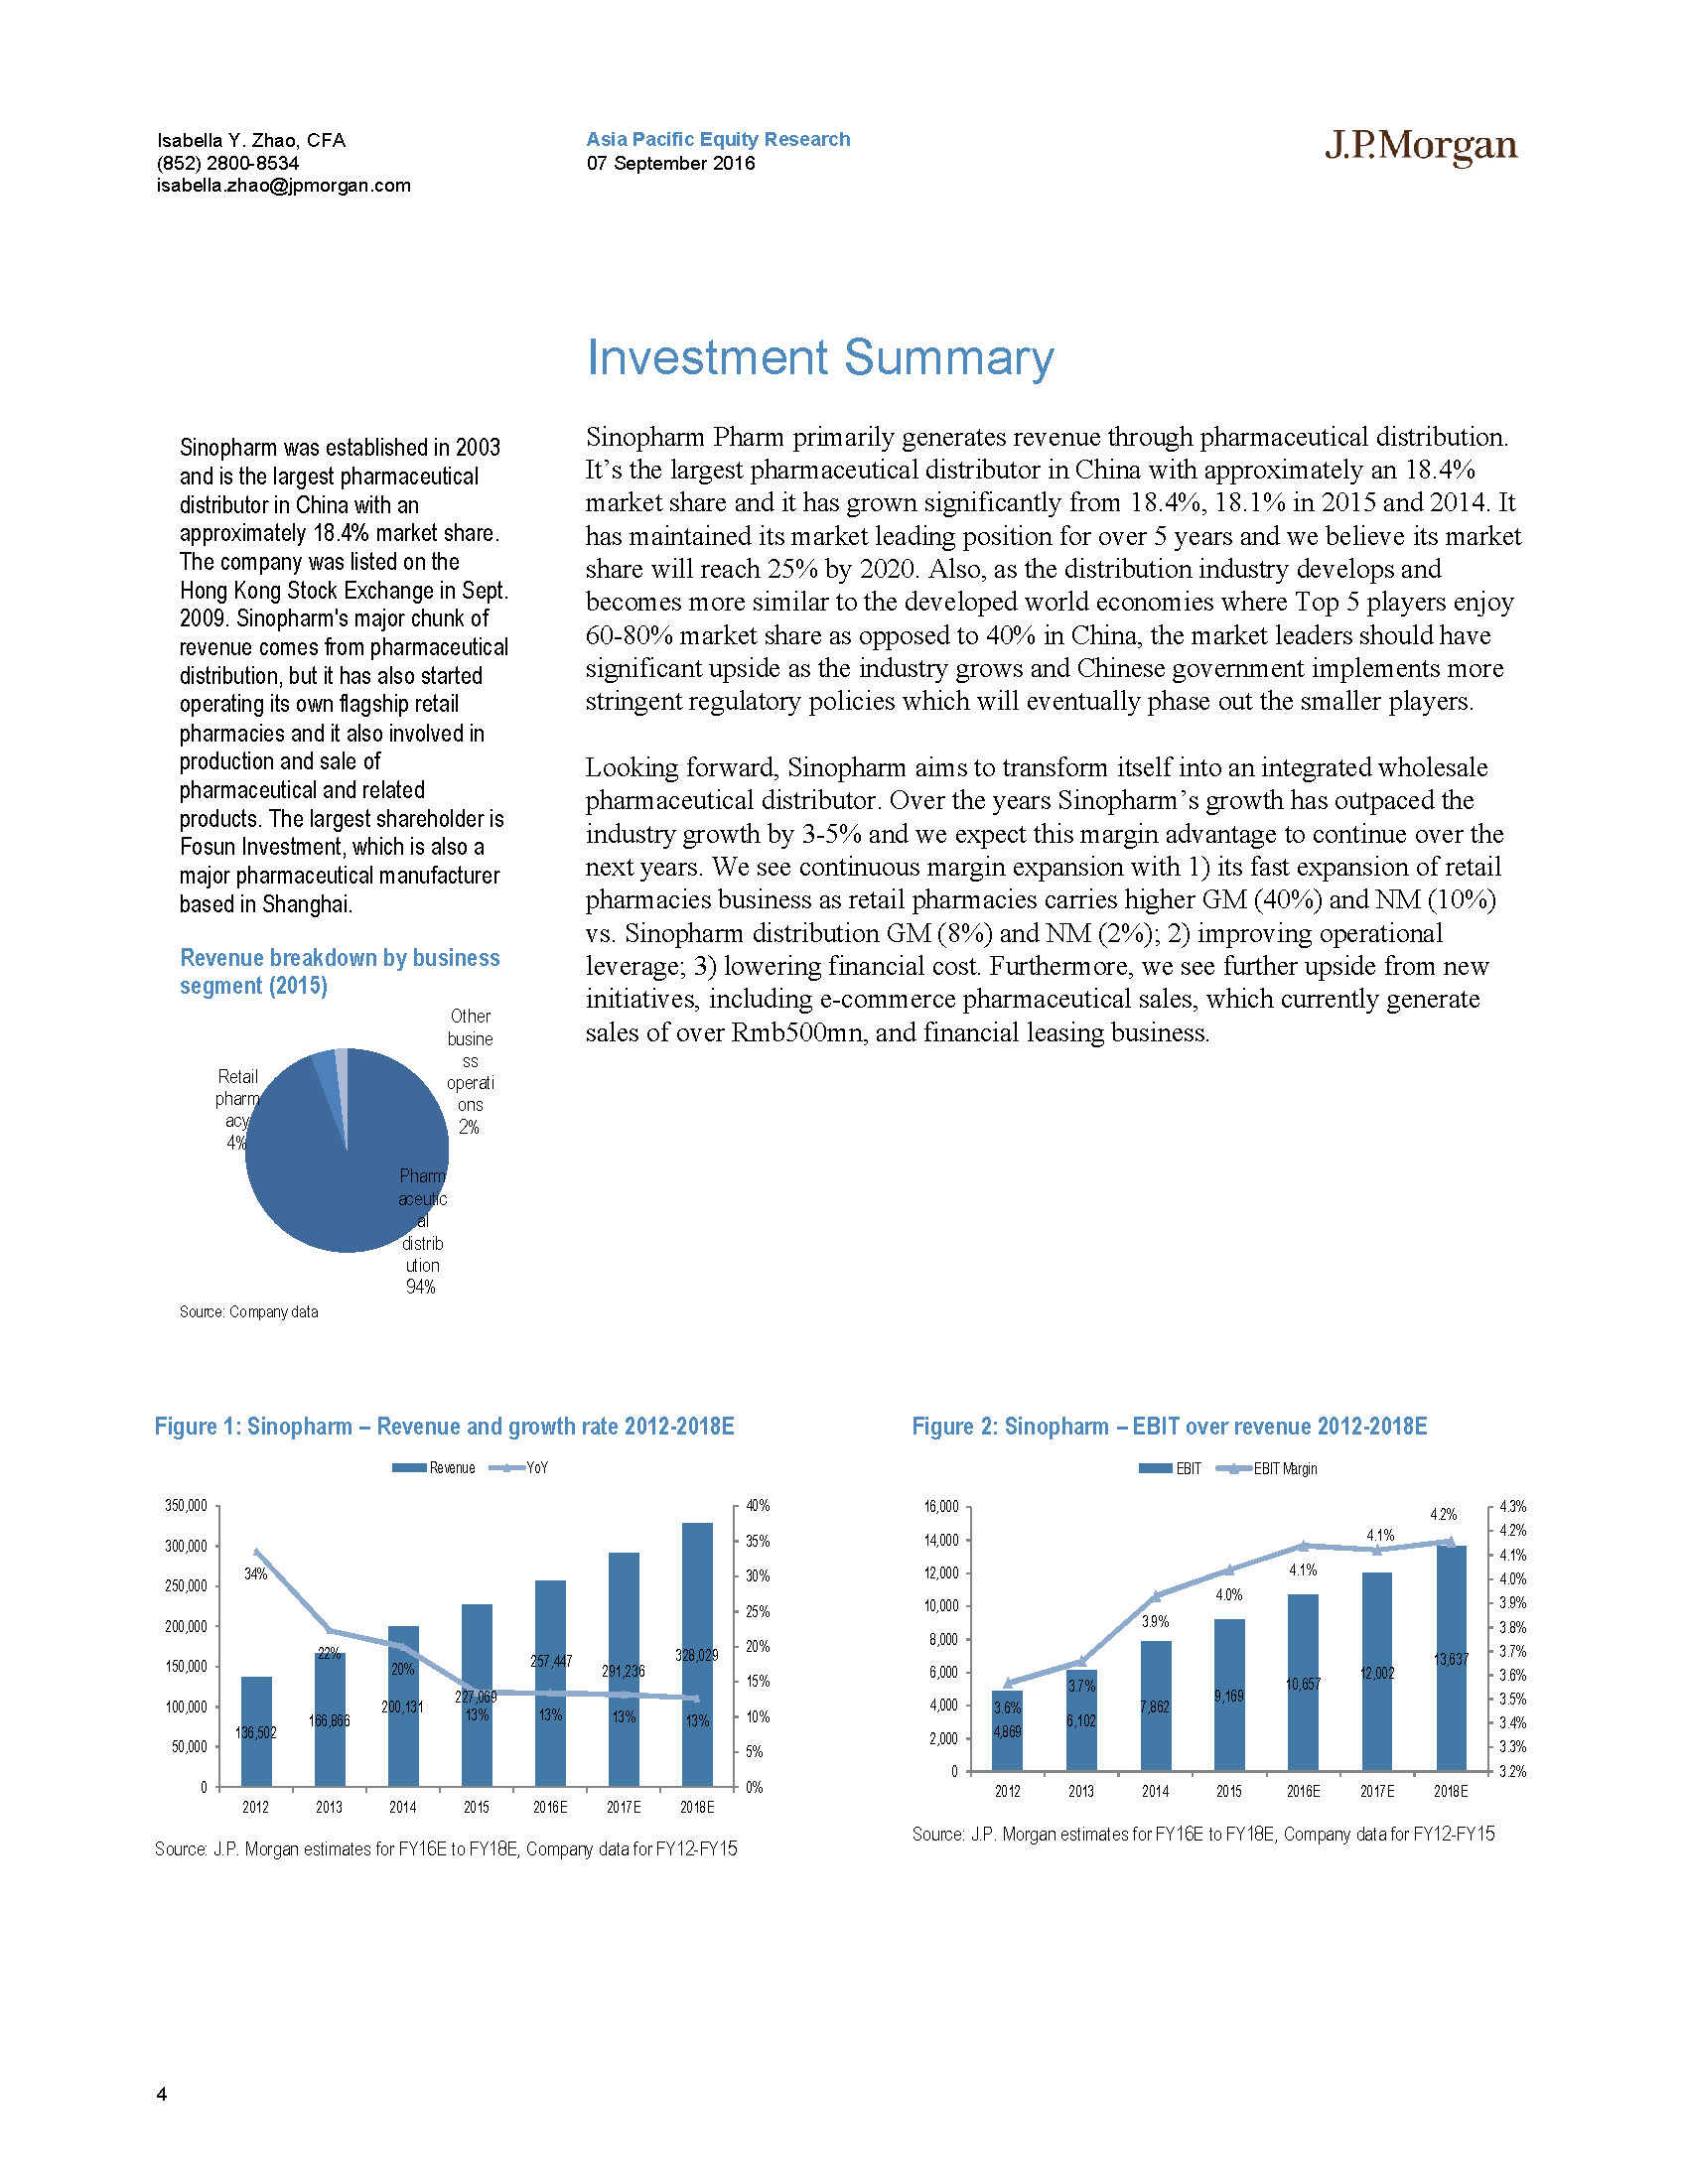 Isabella Y. Zhao, CFA
(852) 2800-8534
isabella.zhao@jpmorgan.com
Asia Pacific Equity Research
07 September 2016
J.P.Morgan
Investment Summary
Sinopharm was established in 2003
and is the largest pharmaceutical
distributor in China with an
approximately 18.4% market share.
The company was listed on the
Hong Kong Stock Exchange in Sept.
2009. Sinopharm's major chunk of
revenue comes from pharmaceutical
distribution, but it has also started
operating its own flagship retail
pharmacies and it also involved in
production and sale of
pharmaceutical and related
products. The largest shareholder is
Fosun Investment, which is also a
major pharmaceutical manufacturer
based in Shanghai.
Revenue breakdown by business
segment (2015)
Other
busine
ss
operati
ons
2%
Retail
pharm
acy
4%
Pharm
aceutic
al
distrib
ution
94%
Source: Company data
Sinopharm Pharm primarily generates revenue through pharmaceutical distribution.
It's the largest pharmaceutical distributor in China with approximately an 18.4%
market share and it has grown significantly from 18.4%, 18.1% in 2015 and 2014. It
has maintained its market leading position for over 5 years and we believe its market
share will reach 25% by 2020. Also, as the distribution industry develops and
becomes more similar to the developed world economies where Top 5 players enjoy
60-80% market share as opposed to 40% in China, the market leaders should have
significant upside as the industry grows and Chinese government implements more
stringent regulatory policies which will eventually phase out the smaller players.
Looking forward, Sinopharm aims to transform itself into an integrated wholesale
pharmaceutical distributor. Over the years Sinopharm's growth has outpaced the
industry growth by 3-5% and we expect this margin advantage to continue over the
next years. We see continuous margin expansion with 1) its fast expansion of retail
pharmacies business as retail pharmacies carries higher GM (40%) and NM (10%)
vs. Sinopharm distribution GM (8%) and NM (2%); 2) improving operational
leverage; 3) lowering financial cost. Furthermore, we see further upside from new
initiatives, including e-commerce pharmaceutical sales, which currently generate
sales of over Rmb500mn, and financial leasing business.
Figure 1: Sinopharm – Revenue and growth rate 2012-2018E
Revenue YoY
350,000
300,000
250,000
200,000
150,000
100,000
50,000
0
40%
35%
30%
25%
20%
15%
10%
5%
0%
34%
22%
20%
13%
13%
13%
13%
136,502
166,866
200,131
227,069
257,447
291,236
328,029
2012 2013 2014 2015 2016E 2017E 2018E
Source: J.P. Morgan estimates for FY16E to FY18E, Company data for FY12-FY15
Figure 2: Sinopharm – EBIT over revenue 2012-2018E
EBIT EBIT Margin
16,000
14,000
12,000
10,000
8,000
6,000
4,000
2,000
0
4.3%
4.2%
4.1%
4.0%
3.9%
3.8%
3.7%
3.6%
3.5%
3.4%
3.3%
3.2%
3.6%
3.7%
3.9%
4.0%
4.1%
4.1%
4.2%
4,869
6,102
7,862
9,169
10,657
12,002
13,637
2012 2013 2014 2015 2016E 2017E 2018E
Source: J.P. Morgan estimates for FY16E to FY18E, Company data for FY12-FY15
4